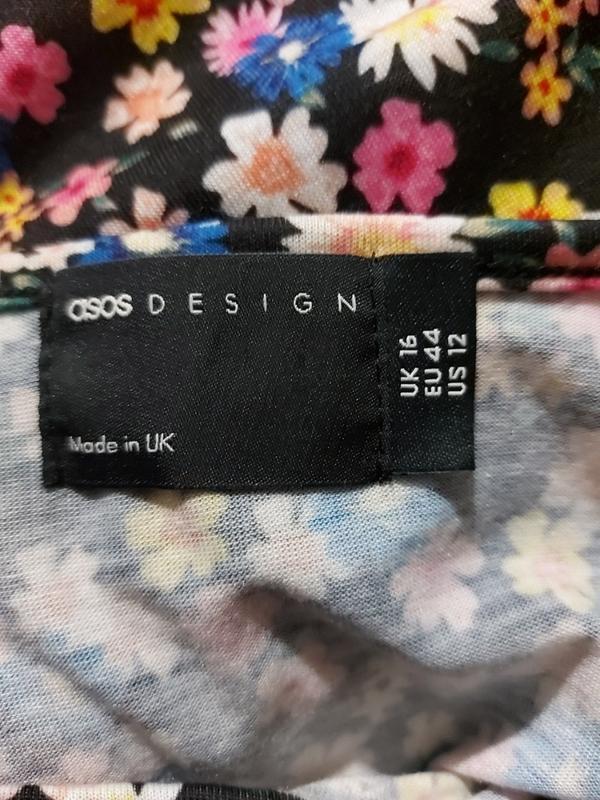 asos DESIGN
Made in UK
UK 16
EU 44
US 12